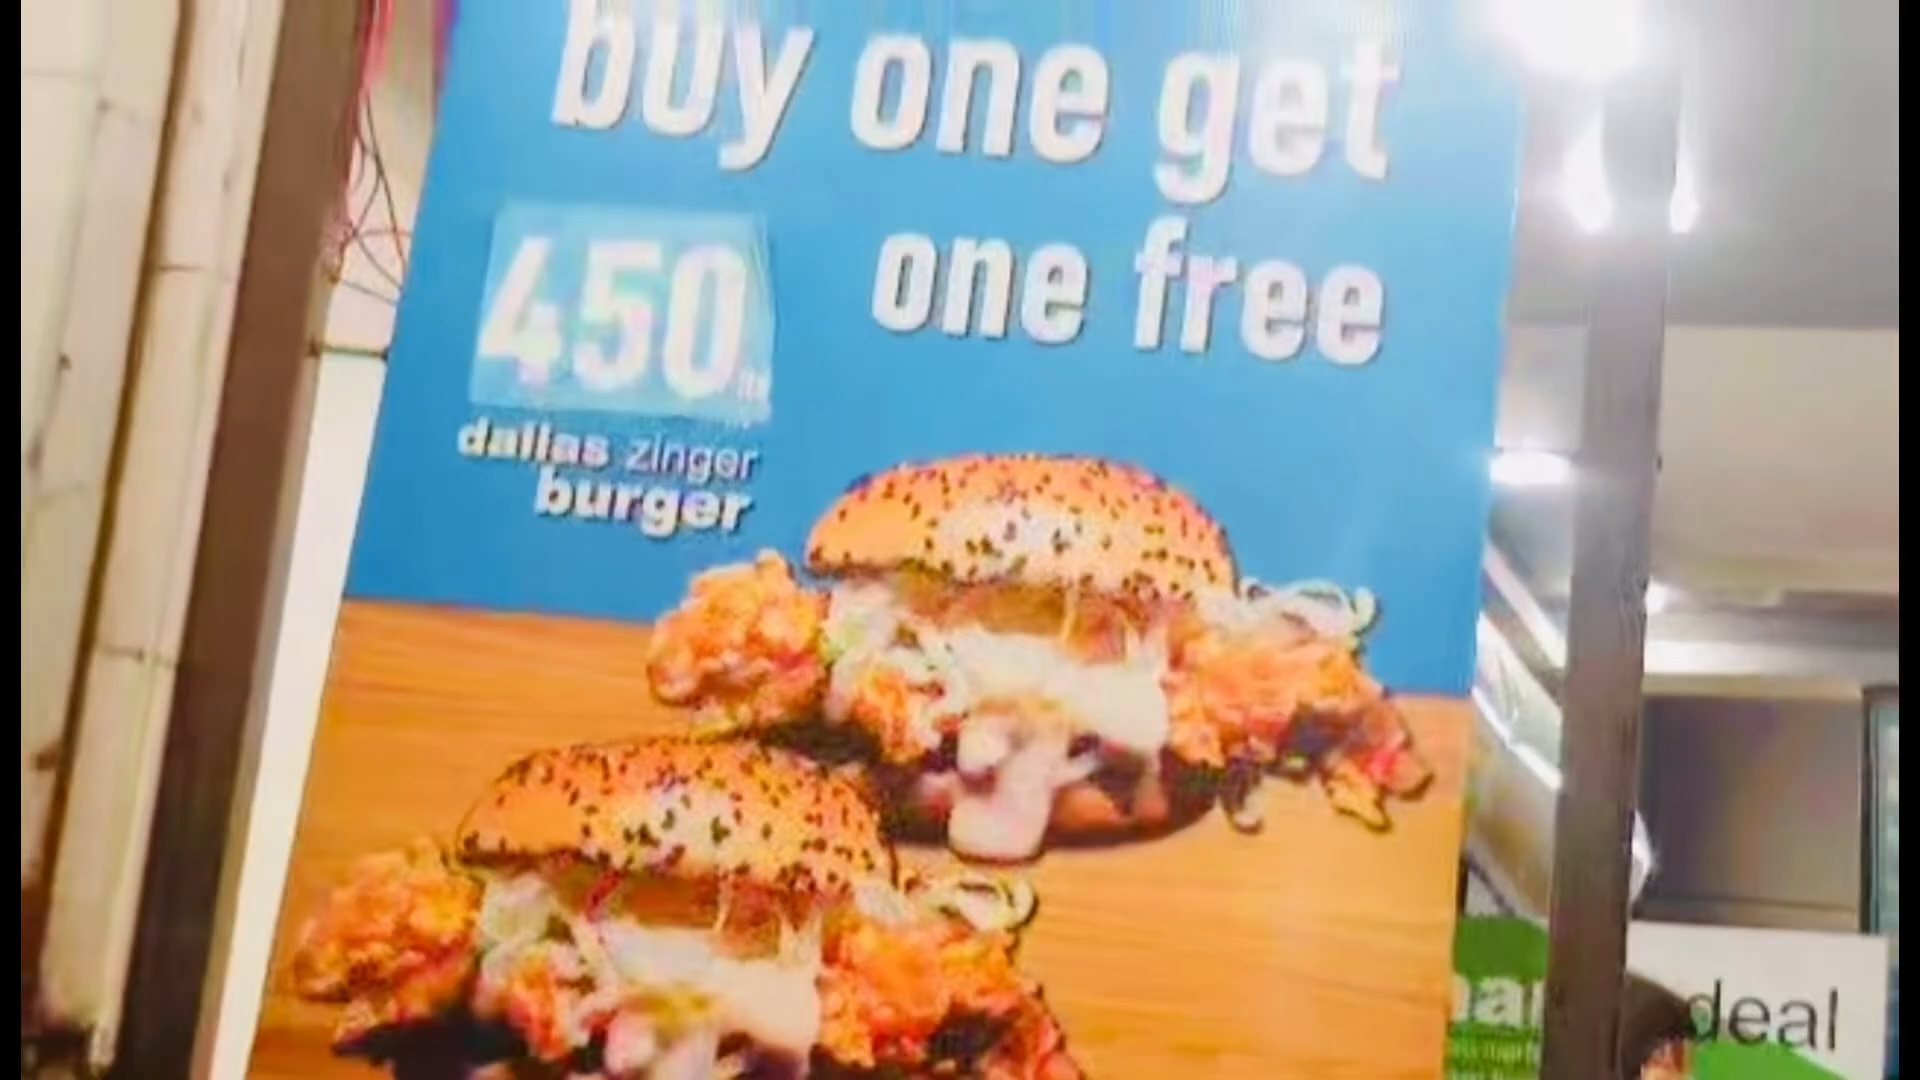 buy one get
one free
450
dallas zinger
burger
deal